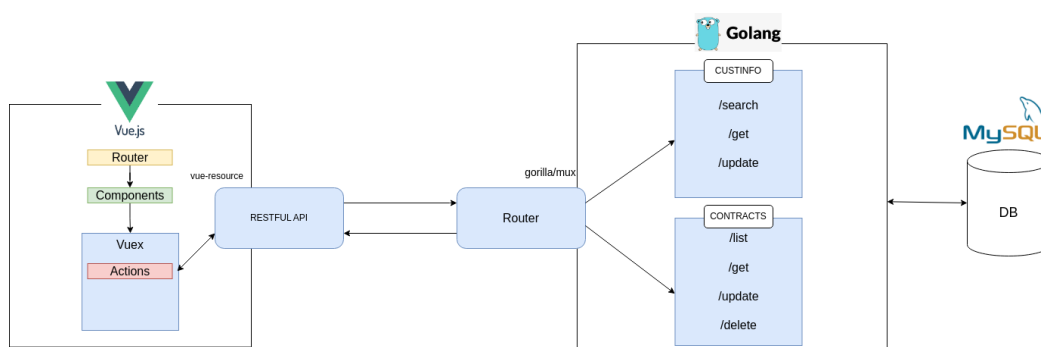 Vue.js
Router
Components
Vuex
Actions
vue-resource
RESTFUL API
gorilla/mux
Router
Golang
CUSTINFO
/search
/get
/update
CONTRACTS
/list
/get
/update
/delete
MySQL
DB